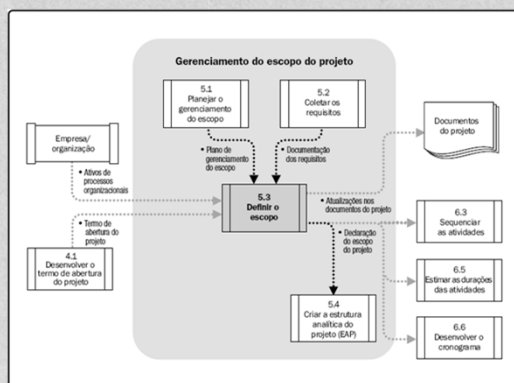 Gerenciamento do escopo do projeto
5.1
Planejar o
gerenciamento
do escopo
5.2
Coletar os
requisitos
Empresa/
organização
• Ativos de
processos
organizacionais
• Plano de
gerenciamento
do escopo
• Documentação
dos requisitos
Documentos
do projeto
5.3
Definir o
escopo
• Termo de
abertura do
projeto
• Atualizações nos
documentos do projeto
• Declaração
do escopo
do projeto
4.1
Desenvolver o
termo de abertura
do projeto
6.3
Sequenciar
as atividades
6.5
Estimar as durações
das atividades
5.4
Criar a estrutura
analítica do
projeto (EAP)
6.6
Desenvolver o
cronograma